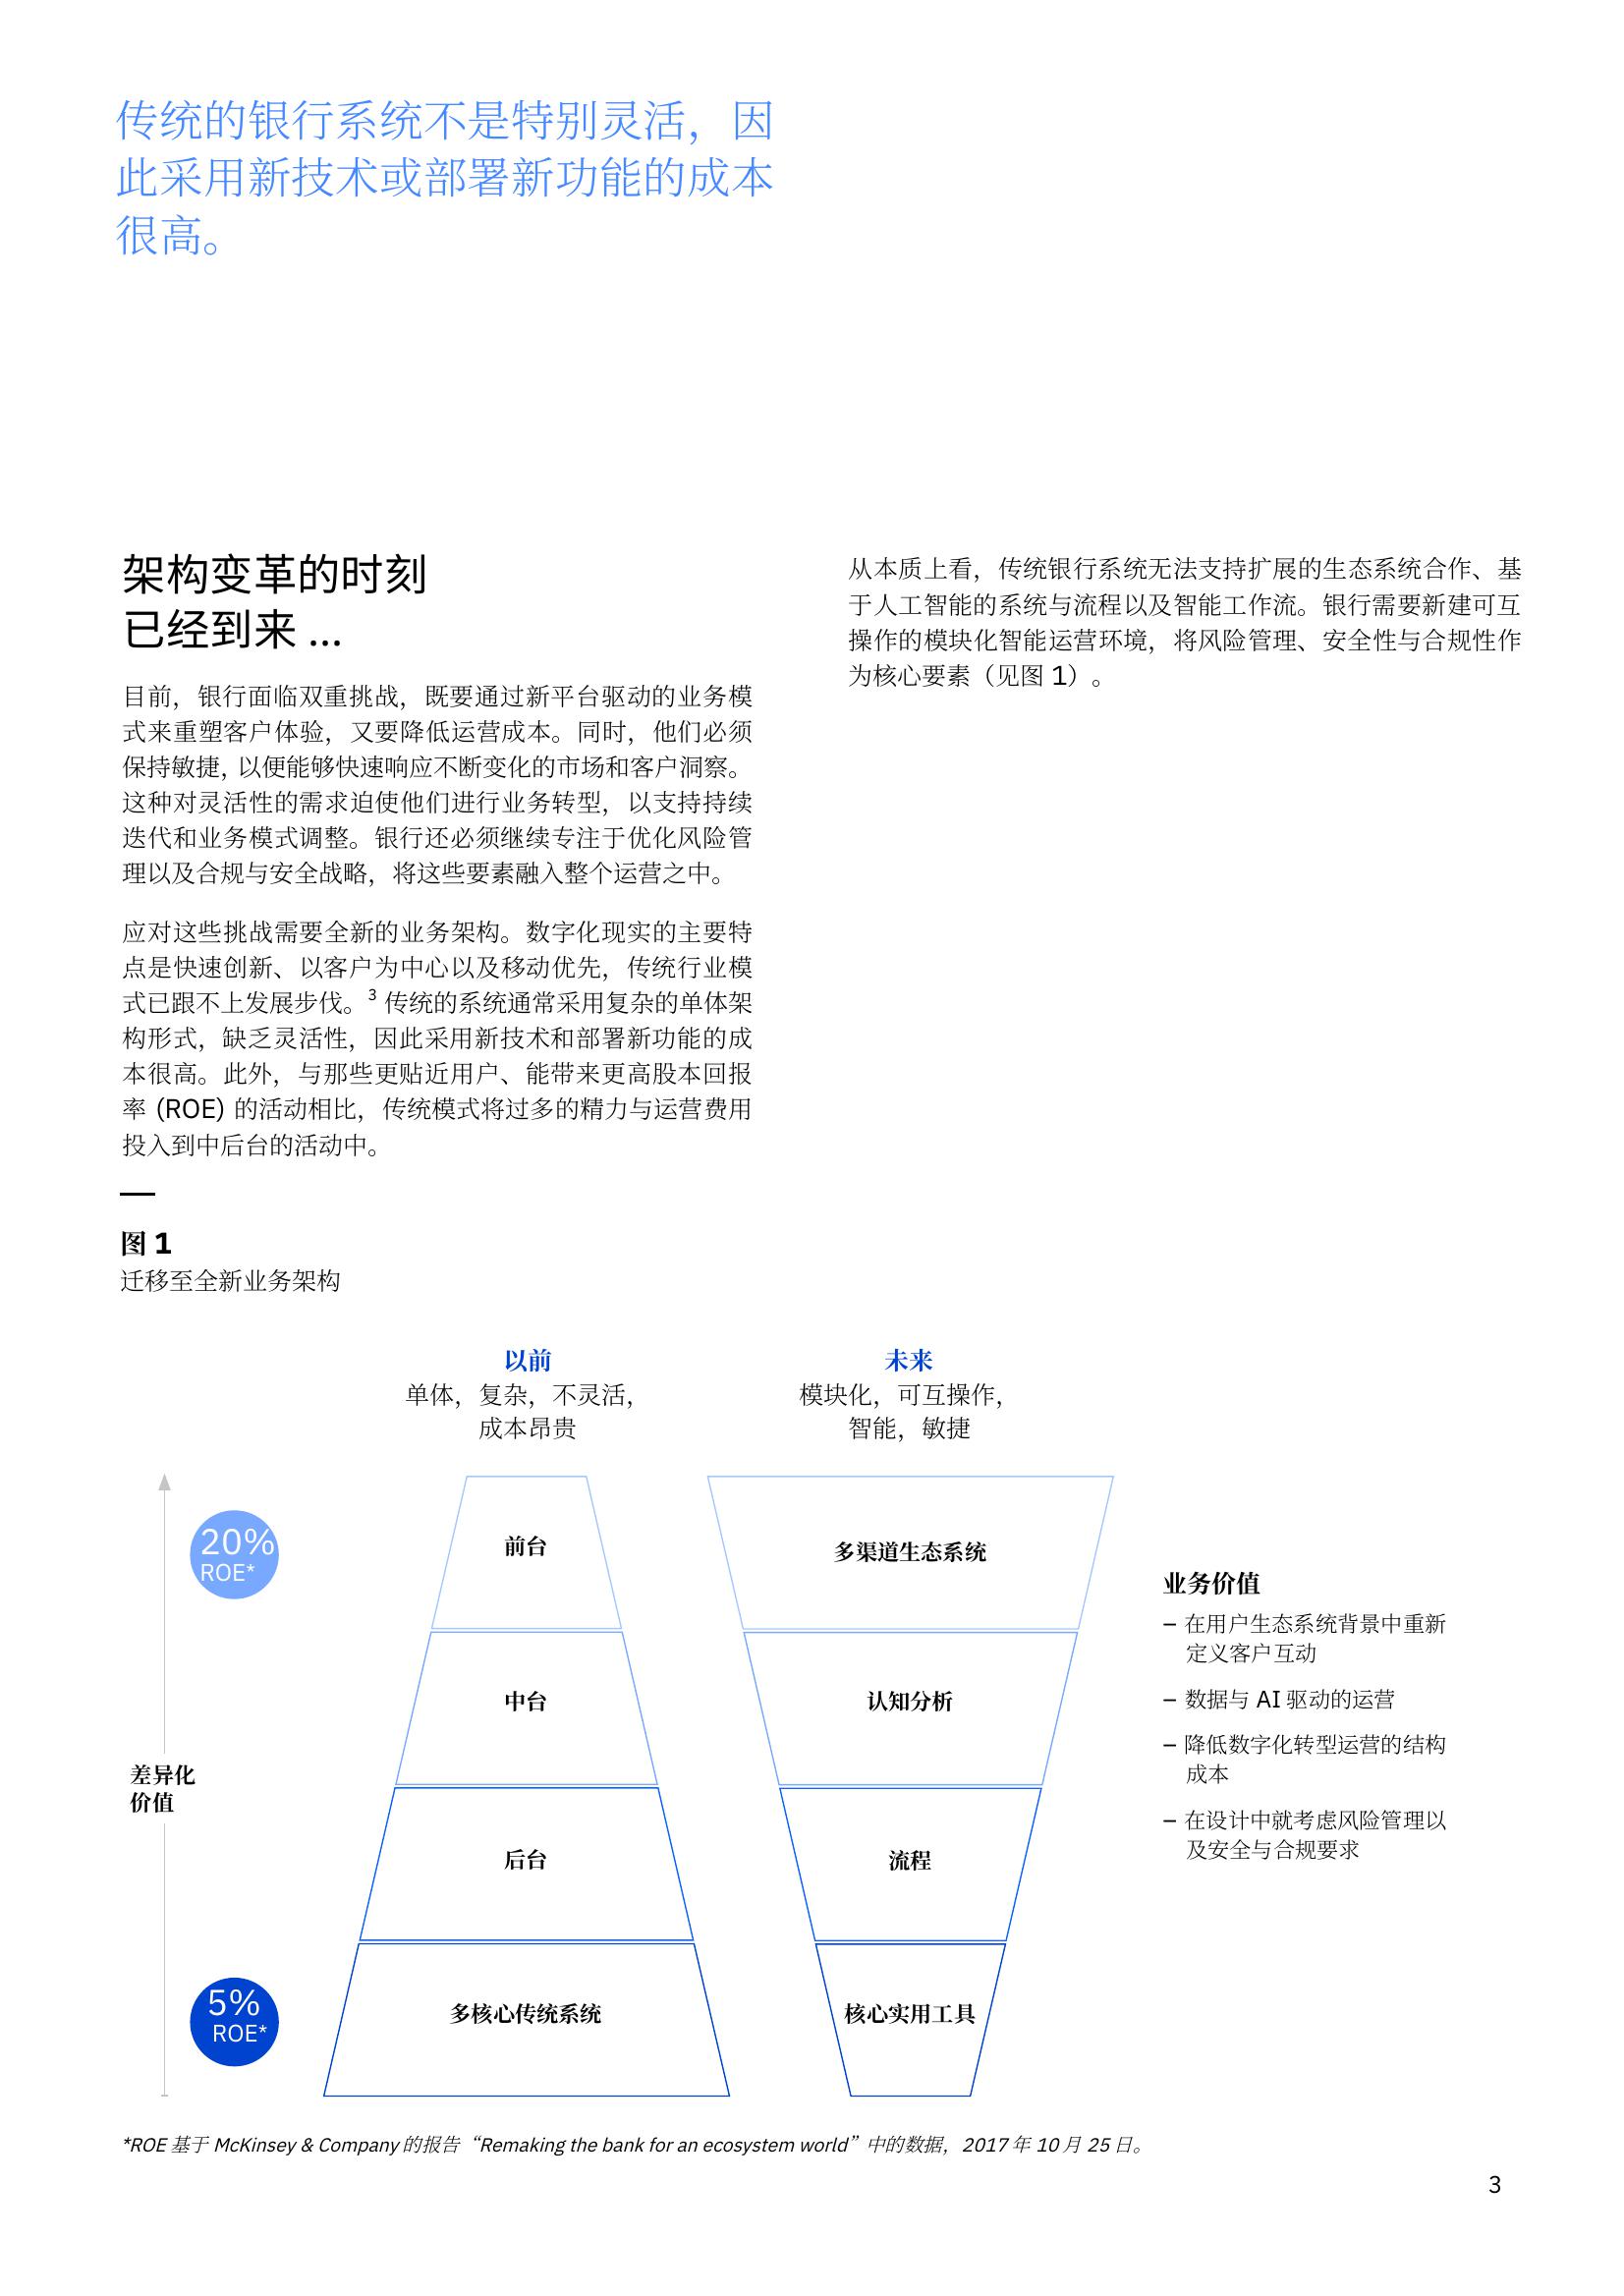 传统的银行系统不是特别灵活，因
此采用新技术或部署新功能的成本
很高。
架构变革的时刻
已经到来 ...
目前，银行面临双重挑战，既要通过新平台驱动的业务模
式来重塑客户体验，又要降低运营成本。同时，他们必须
保持敏捷，以便能够快速响应不断变化的市场和客户洞察。
这种对灵活性的需求迫使他们进行业务转型，以支持持续
迭代和业务模式调整。银行还必须继续专注于优化风险管
理以及合规与安全战略，将这些要素融入整个运营之中。
应对这些挑战需要全新的业务架构。数字化现实的主要特
点是快速创新、以客户为中心以及移动优先，传统行业模
式已跟不上发展步伐。3 传统的系统通常采用复杂的单体架
构形式，缺乏灵活性，因此采用新技术和部署新功能的成
本很高。此外，与那些更贴近用户、能带来更高股本回报
率 (ROE) 的活动相比，传统模式将过多的精力与运营费用
投入到中后台的活动中。
从本质上看，传统银行系统无法支持扩展的生态系统合作、基
于人工智能的系统与流程以及智能工作流。银行需要新建可互
操作的模块化智能运营环境，将风险管理、安全性与合规性作
为核心要素（见图 1）。
图 1
迁移至全新业务架构
以前
单体，复杂，不灵活，
成本昂贵
未来
模块化，可互操作，
智能，敏捷
20%
ROE*
差异化
价值
5%
ROE*
前台
中台
后台
多核心传统系统
多渠道生态系统
认知分析
流程
核心实用工具
业务价值
– 在用户生态系统背景中重新
定义客户互动
– 数据与 AI 驱动的运营
– 降低数字化转型运营的结构
成本
– 在设计中就考虑风险管理以
及安全与合规要求
*ROE 基于 McKinsey & Company 的报告“Remaking the bank for an ecosystem world”中的数据，2017 年 10 月 25 日。
3